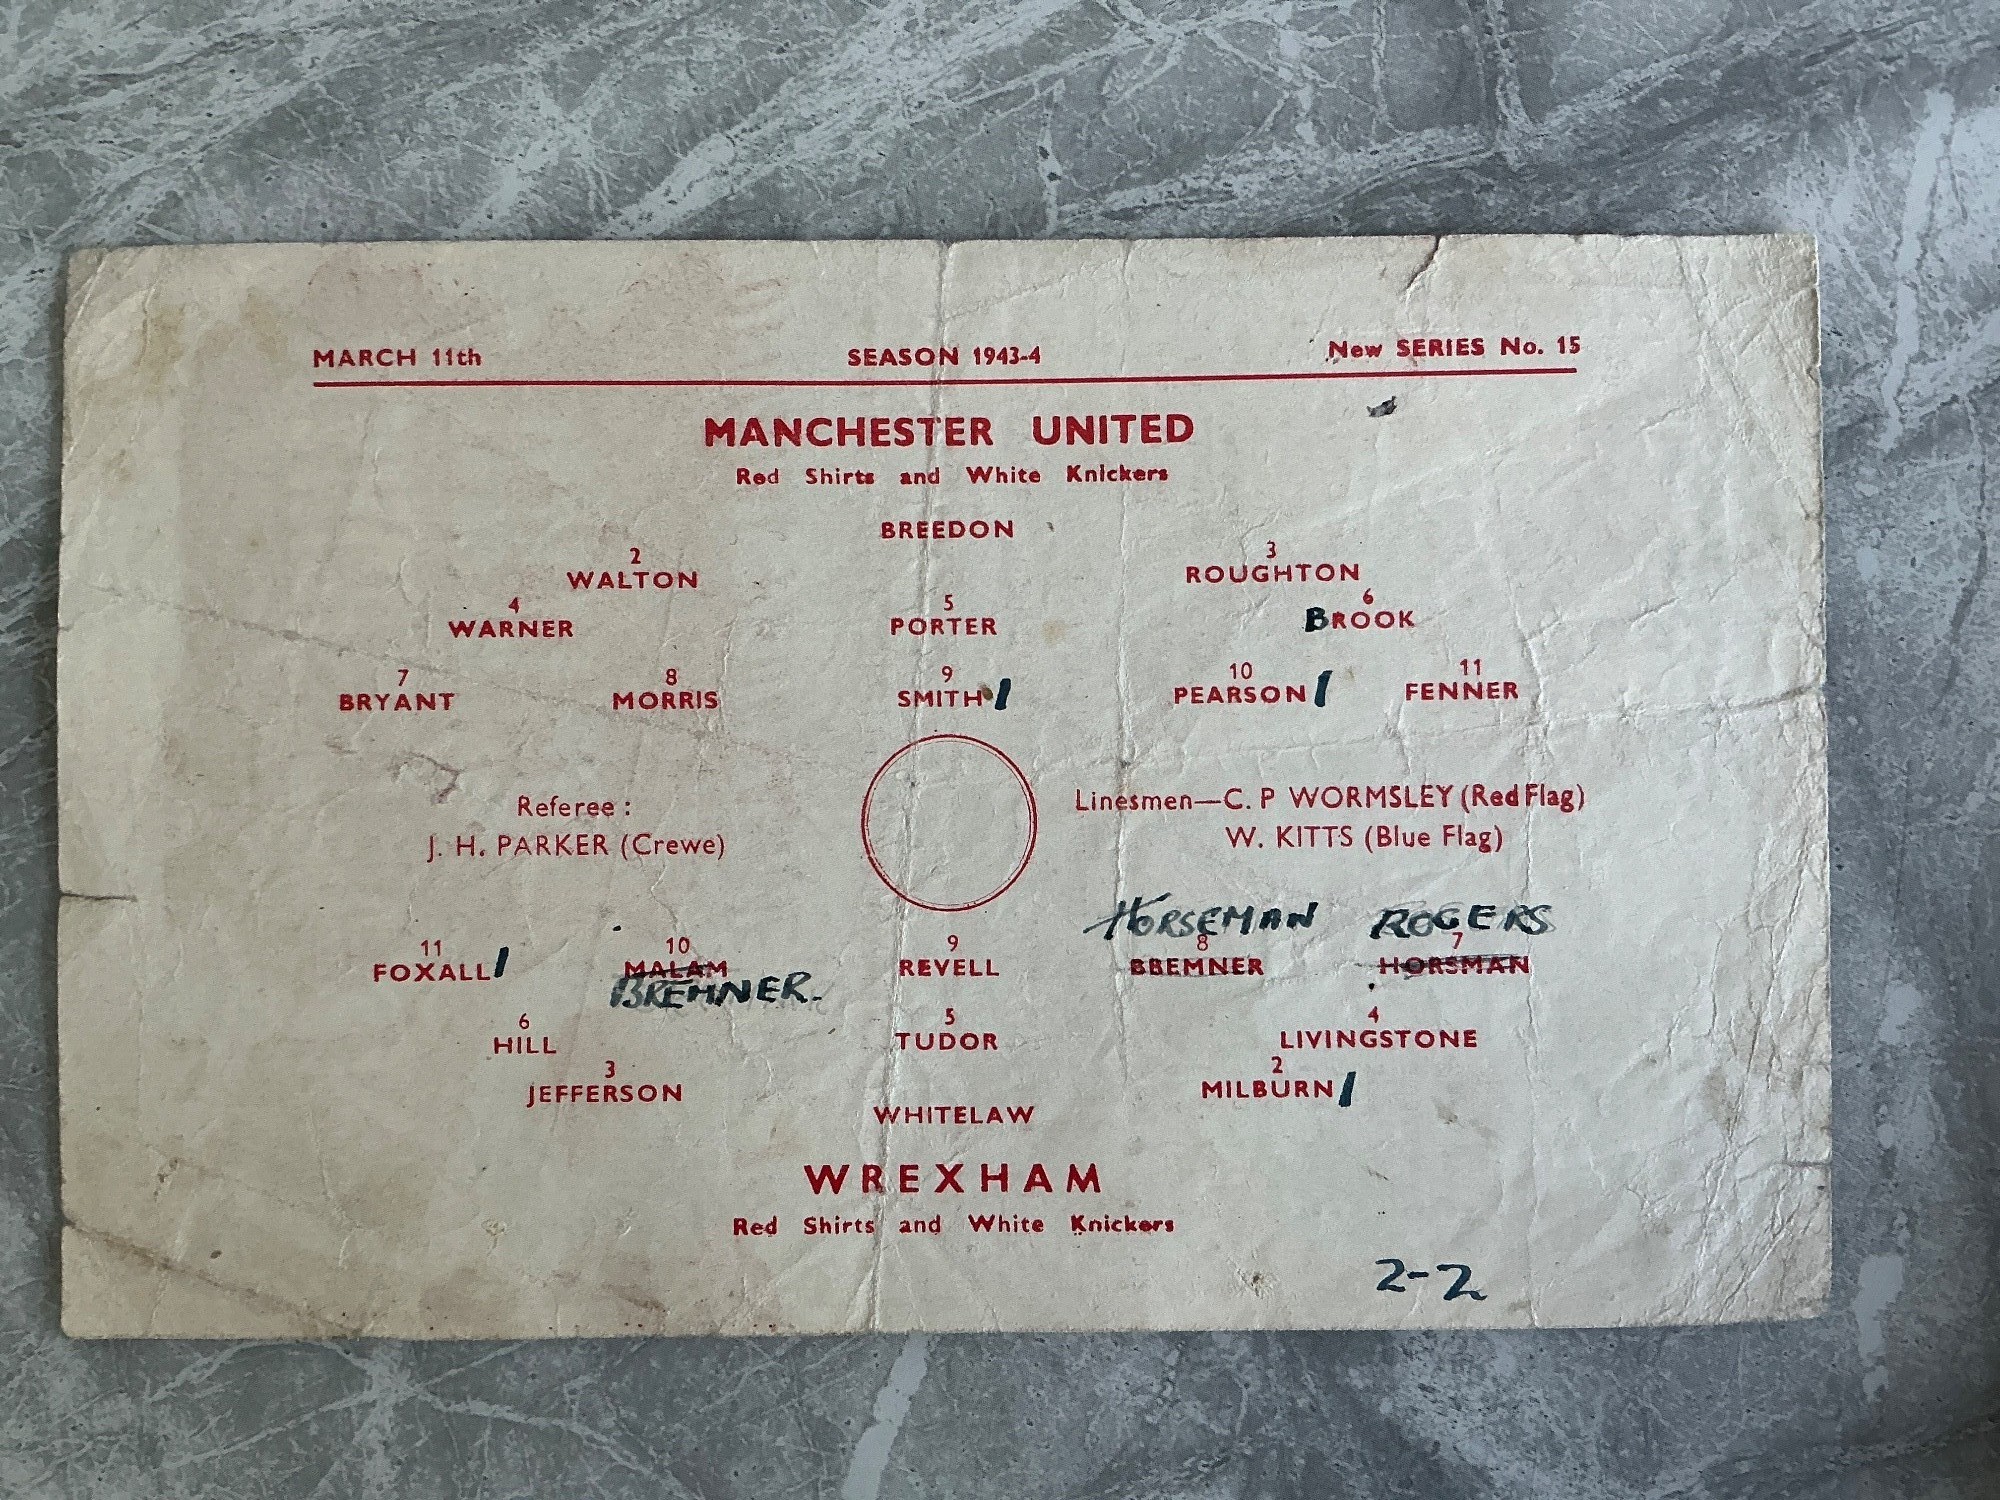 MARCH 11th SEASON 1943-4 New SERIES No. 15
MANCHESTER UNITED
Red Shirts and White Knickers
BREEDON
2 3
WALTON ROUGHTON
4 5 6
WARNER PORTER BROOK
7 8 9 10 11
BRYANT MORRIS SMITH 1 PEARSON 1 FENNER
Referee : Linesmen—C. P WORMSLEY (Red Flag)
J. H. PARKER (Crewe) W. KITTS (Blue Flag)
HORSEMAN ROGERS
11 10 9 8 7
FOXALL 1 MALAM REVELL BBEMNER HORSMAN
BREMNER.
6 5 4
HILL TUDOR LIVINGSTONE
3 2
JEFFERSON MILBURN 1
WHITELAW
WREXHAM
Red Shirts and White Knickers
2-2